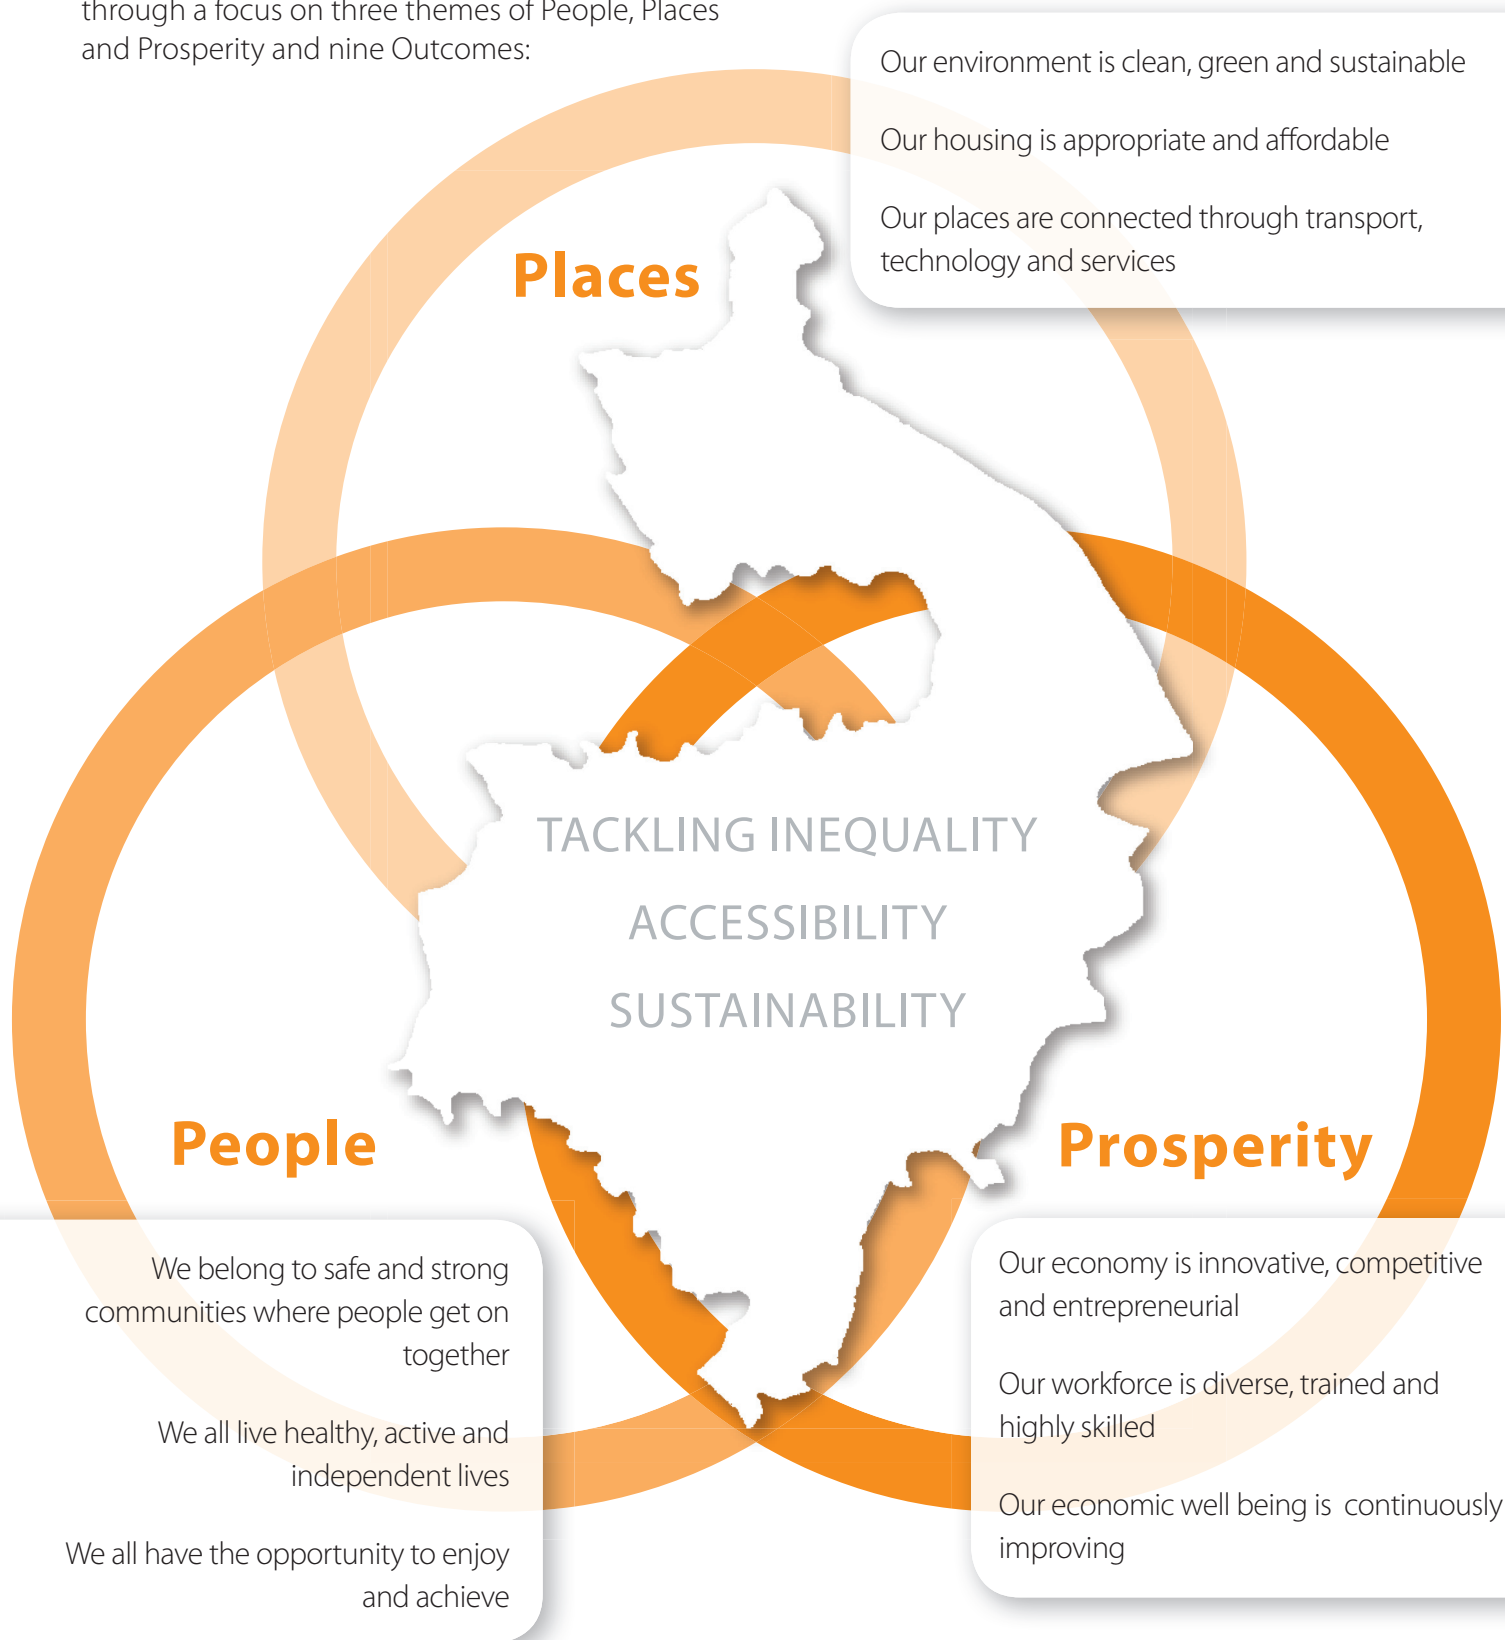 through a focus on three themes of People, Places
and Prosperity and nine Outcomes:
Our environment is clean, green and sustainable
Our housing is appropriate and affordable
Our places are connected through transport,
technology and services
Places
TACKLING INEQUALITY
ACCESSIBILITY
SUSTAINABILITY
People
We belong to safe and strong
communities where people get on
together
We all live healthy, active and
independent lives
We all have the opportunity to enjoy
and achieve
Prosperity
Our economy is innovative, competitive
and entrepreneurial
Our workforce is diverse, trained and
highly skilled
Our economic well being is continuously
improving